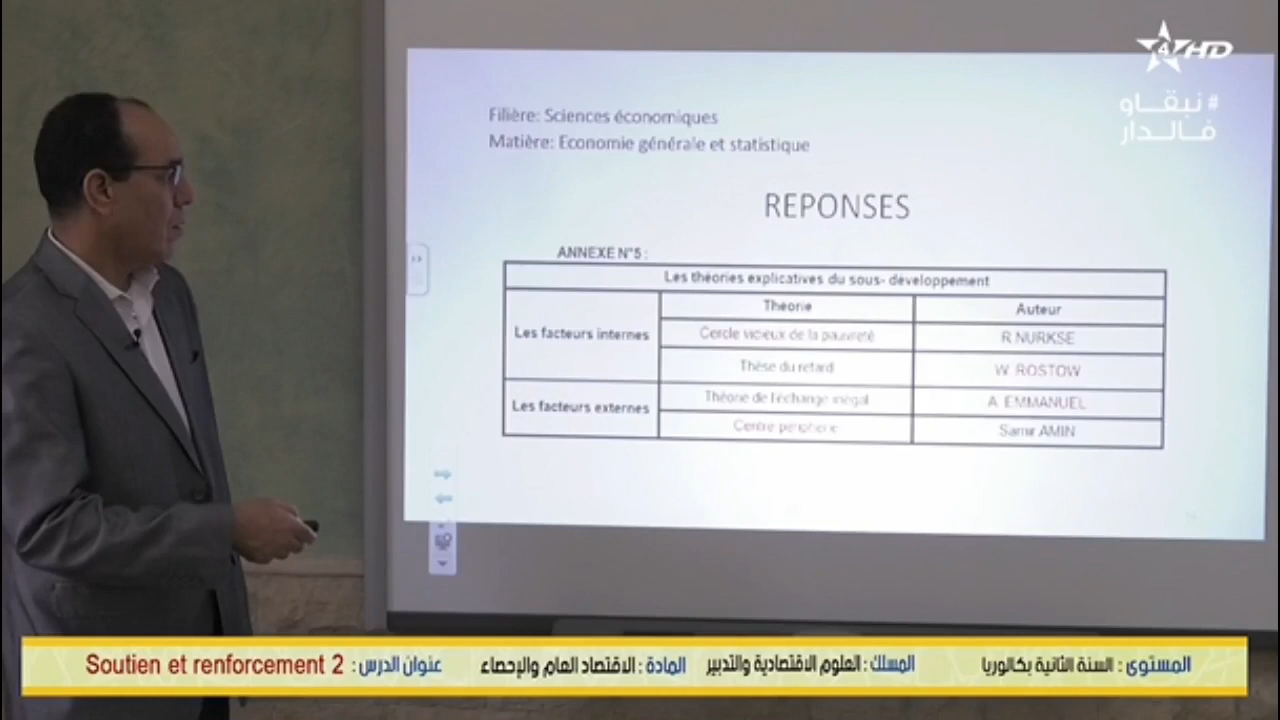 4 HD
# نبقاو
فالدار
Filière: Sciences économiques
Matière: Economie générale et statistique
REPONSES
ANNEXE N°5 :
Les théories explicatives du sous- développement
Les facteurs internes
Théorie
Auteur
Cercle vicieux de la pauvreté
R NURKSE
Thèse du retard
W. ROSTOW
Les facteurs externes
Théorie de l'échange inégal
A. EMMANUEL
Centre périphérie
Samir AMIN
المستوى : السنة الثانية بكالوريا المسلك : العلوم الاقتصادية والتدبير المادة : الاقتصاد العام والإحصاء عنوان الدرس : Soutien et renforcement 2